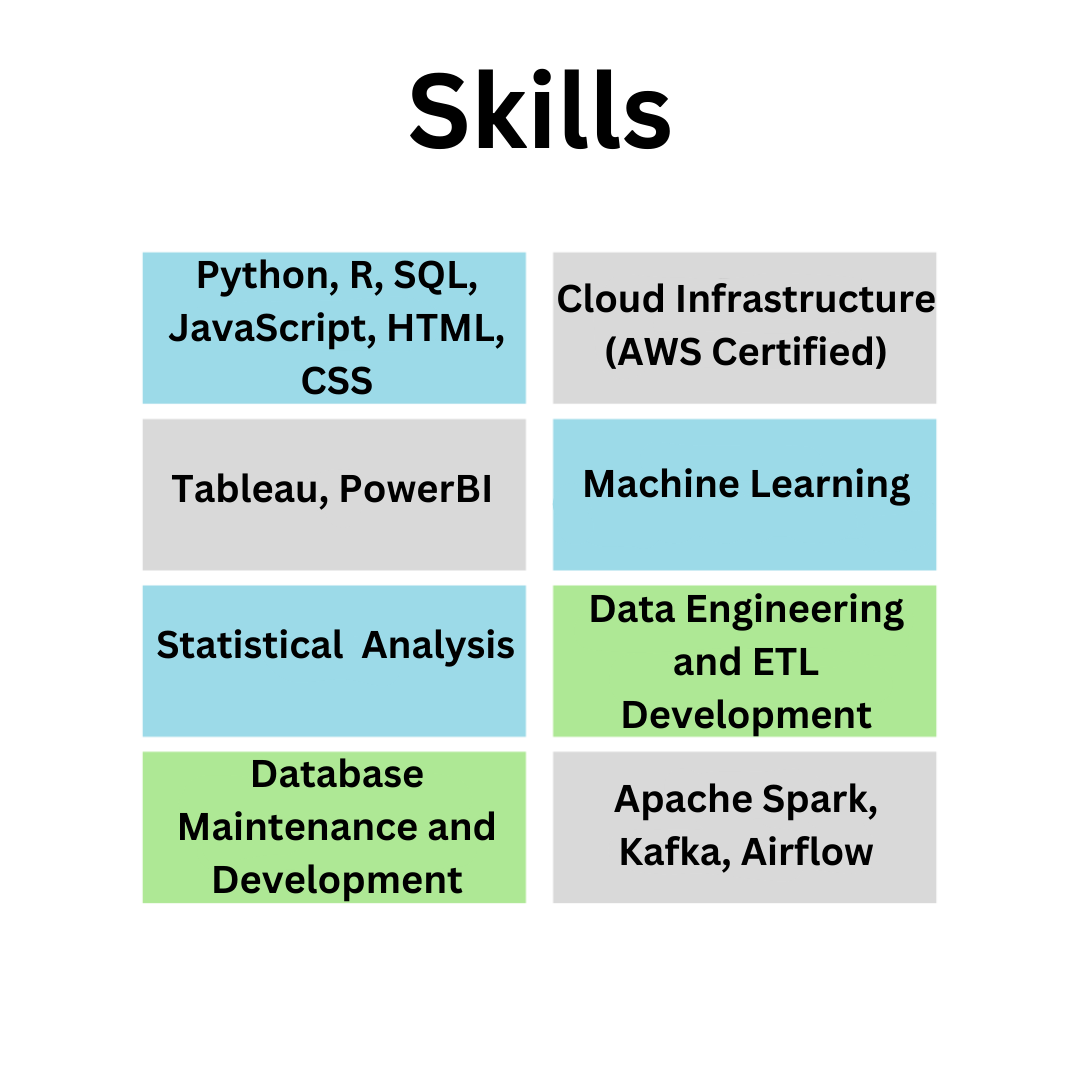 Skills
Python, R, SQL,
JavaScript, HTML,
CSS
Cloud Infrastructure
(AWS Certified)
Tableau, PowerBI
Machine Learning
Statistical  Analysis
Data Engineering
and ETL
Development
Database
Maintenance and
Development
Apache Spark,
Kafka, Airflow